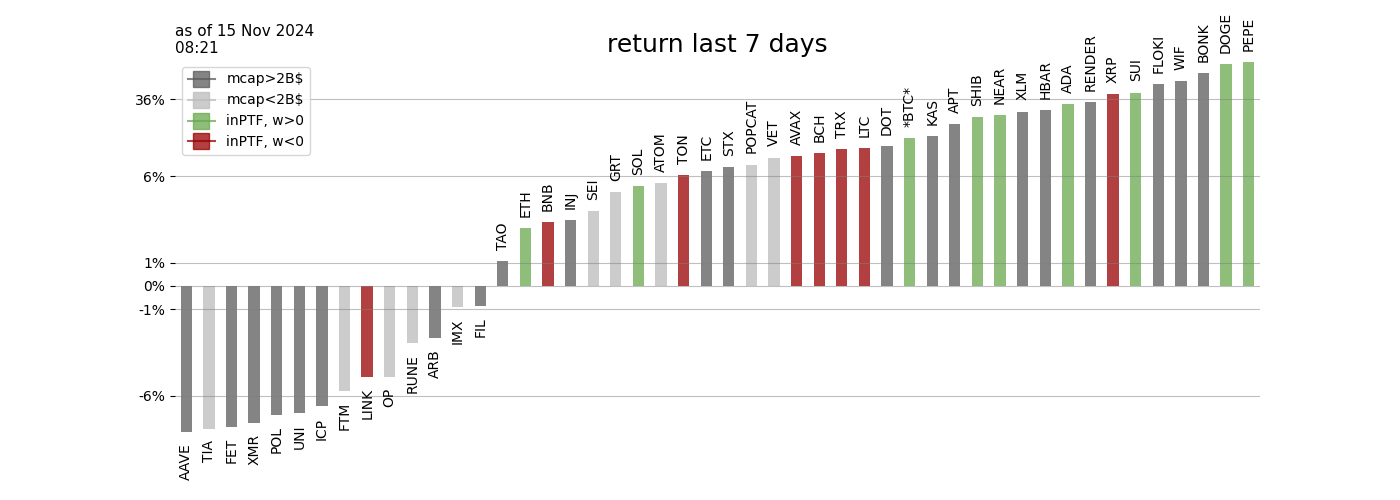 as of 15 Nov 2024
08:21
return last 7 days
mcap>2B$
mcap<2B$
inPTF, w>0
inPTF, w<0
36%
6%
1%
0%
-1%
-6%
AAVE
TIA
FET
XMR
POL
UNI
ICP
FTM
LINK
OP
RUNE
ARB
IMX
FIL
TAO
ETH
BNB
INJ
SEI
GRT
SOL
ATOM
TON
ETC
STX
POPCAT
VET
AVAX
BCH
TRX
LTC
DOT
*BTC*
KAS
APT
SHIB
NEAR
XLM
HBAR
ADA
RENDER
XRP
SUI
FLOKI
WIF
BONK
DOGE
PEPE